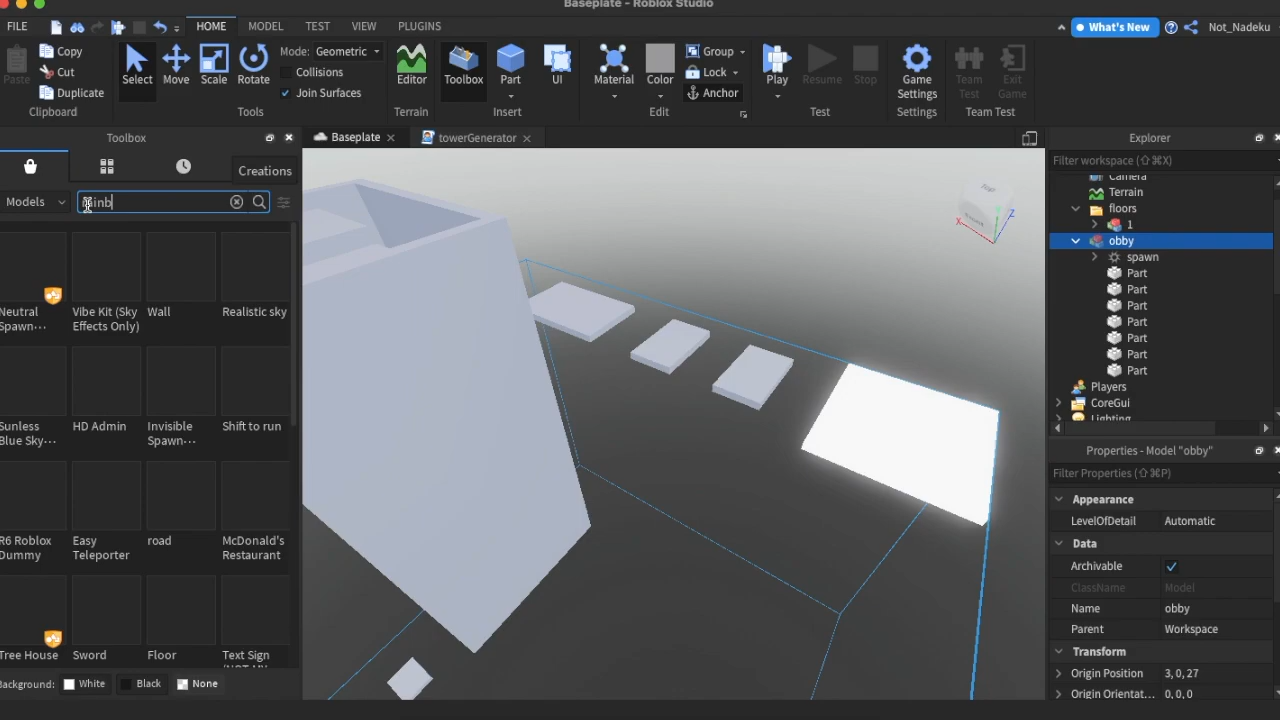 Baseplate - Roblox Studio
FILE HOME MODEL TEST VIEW PLUGINS What's New Not_Nadeku
Paste Copy Cut Duplicate
Clipboard
Select Move Scale Rotate
Mode: Geometric
Collisions
Join Surfaces
Tools
Editor
Terrain
Toolbox Part UI
Insert
Material Color Group Lock Anchor
Edit
Play Resume Stop
Test
Game Settings
Settings
Team Test Exit Game
Team Test
Toolbox
Creations
Models
Baseplate towerGenerator
Neutral Spawn...
Vibe Kit (Sky Effects Only)
Wall
Realistic sky
Sunless Blue Sky...
HD Admin
Invisible Spawn...
Shift to run
R6 Roblox Dummy
Easy Teleporter
road
McDonald's Restaurant
Tree House
Sword
Floor
Text Sign
Background: White Black None
X Z
Explorer
Filter workspace (⇧⌘X)
Camera
Terrain
floors
1
obby
spawn
Part
Part
Part
Part
Part
Part
Part
Players
CoreGui
Lighting
Properties - Model "obby"
Filter Properties (⇧⌘P)
Appearance
LevelOfDetail Automatic
Data
Archivable
ClassName Model
Name obby
Parent Workspace
Transform
Origin Position 3, 0, 27
Origin Orientat... 0, 0, 0